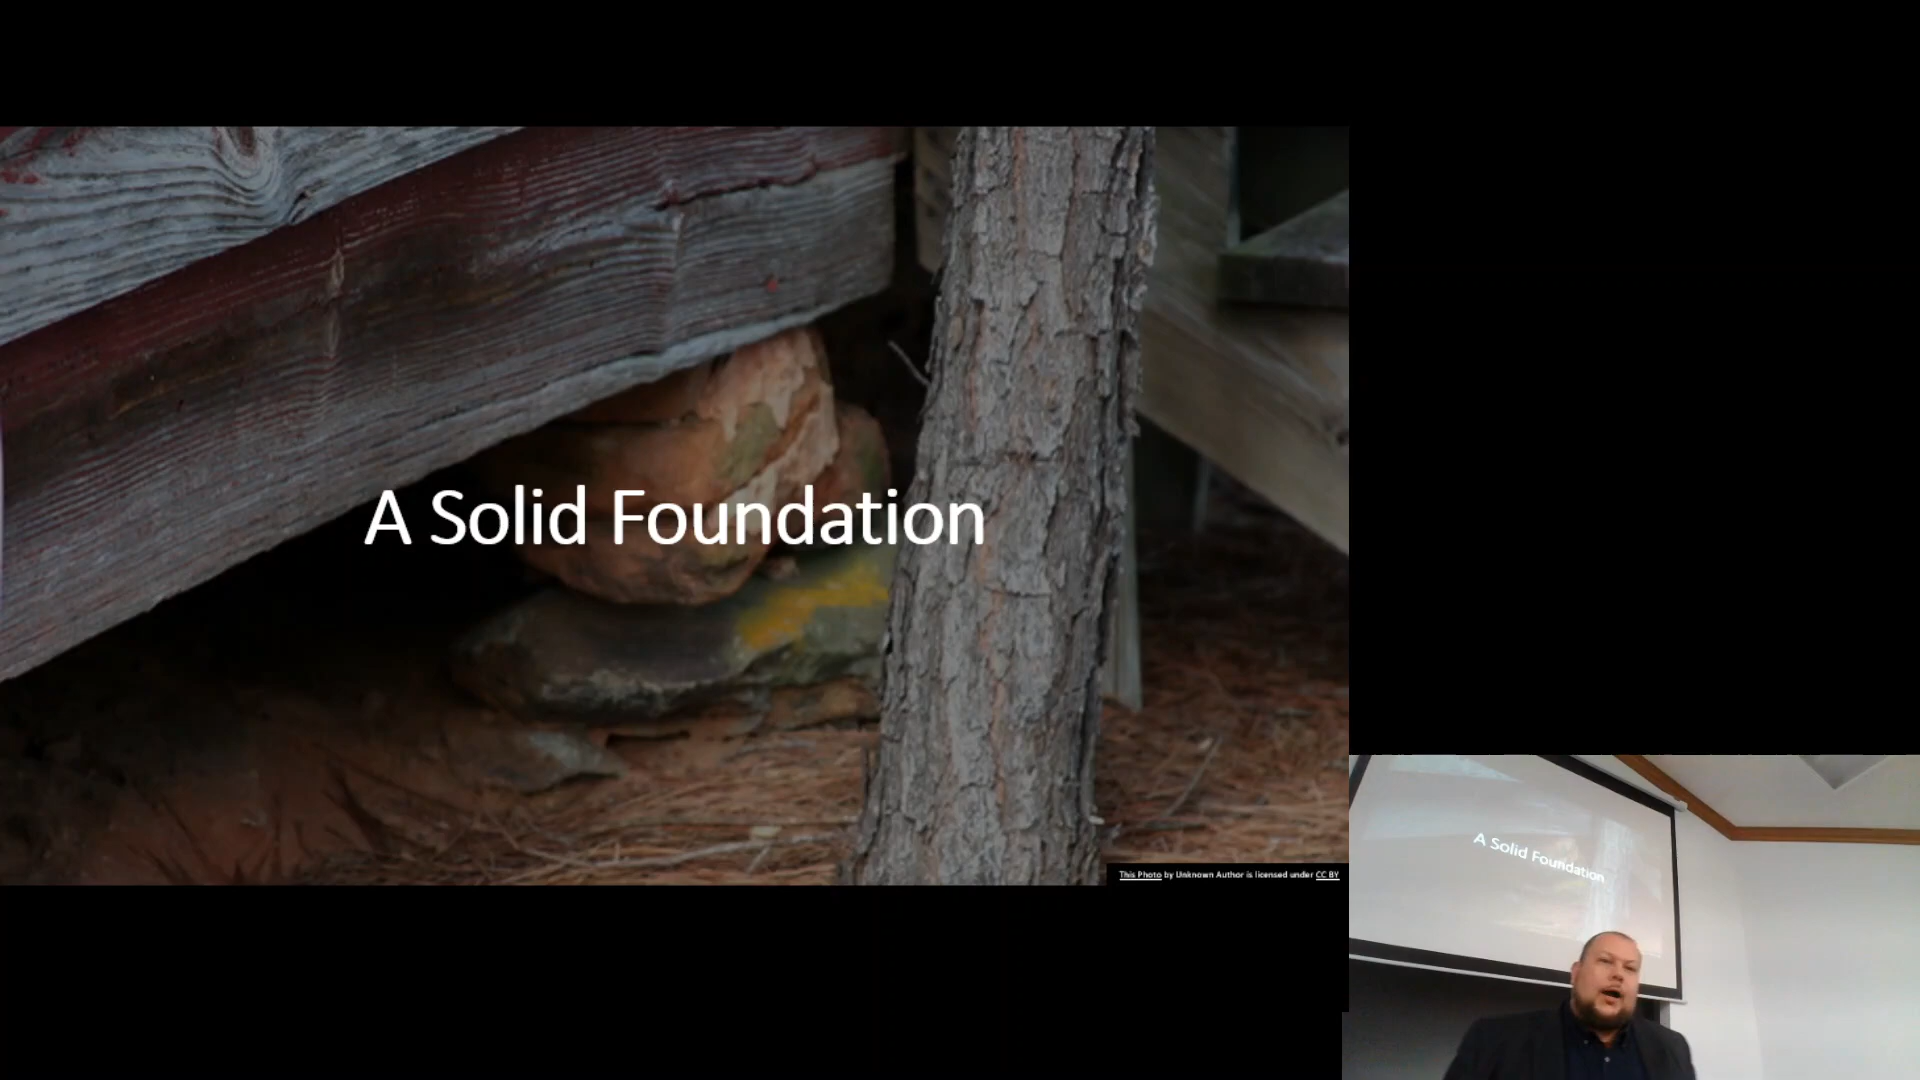 A Solid Foundation
This Photo by Unknown Author is licensed under CC BY
A Solid Foundation